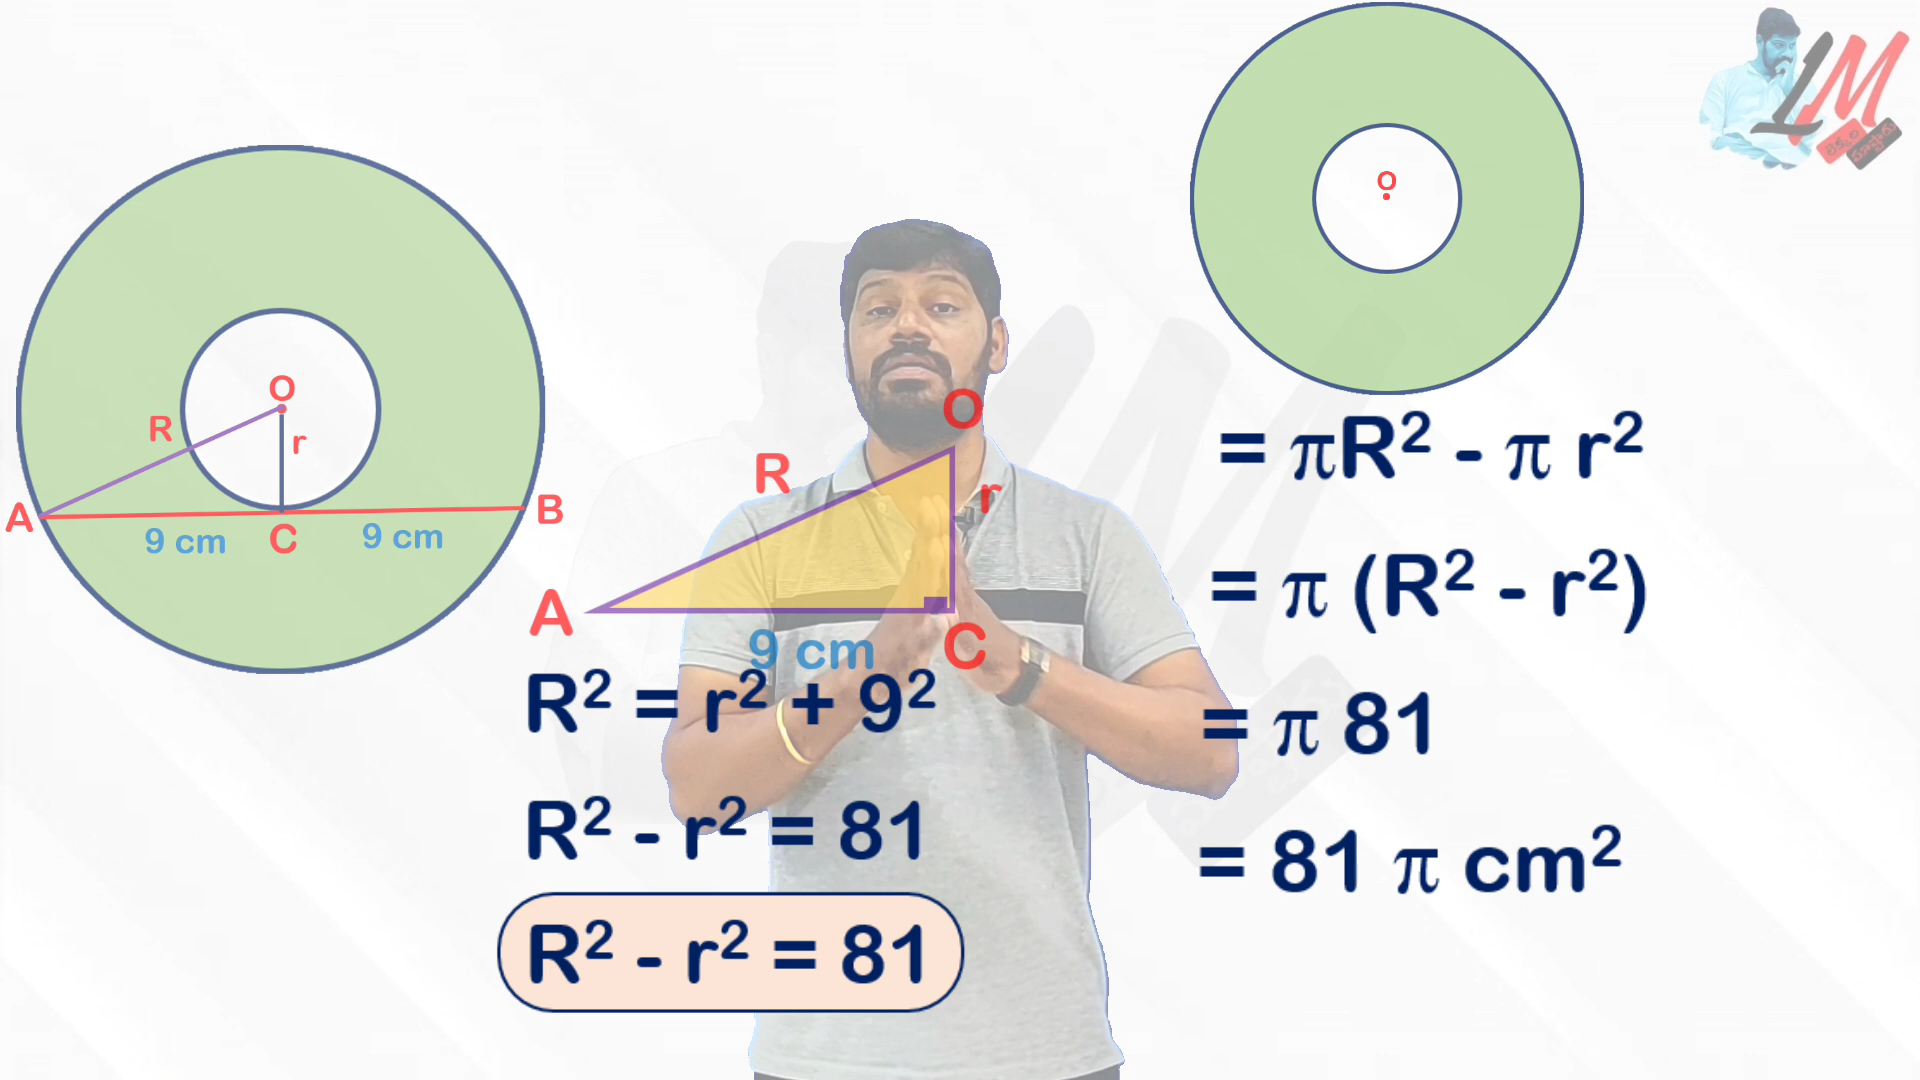 O
R
r
A
B
9 cm
C
9 cm
O
R
r
A
9 cm
C
R² = r² + 9²
R² - r² = 81
R² - r² = 81
O
= πR² - π r²
= π (R² - r²)
= π 81
= 81 π cm²
LM
లెక్కల
మాస్టారు